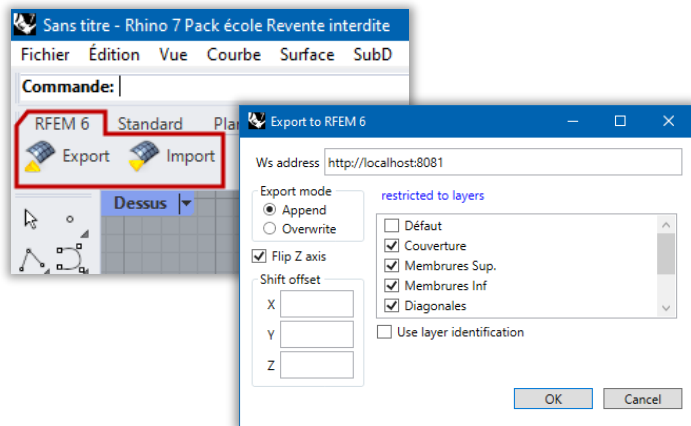 Sans titre - Rhino 7 Pack école Revente interdite
Fichier Édition Vue Courbe Surface SubD
Commande:
RFEM 6 Standard
Export Import
Dessus
Export to RFEM 6
Ws address http://localhost:8081
Export mode
Append
Overwrite
Flip Z axis
Shift offset
X
Y
Z
restricted to layers
Défaut
Couverture
Membrures Sup.
Membrures Inf
Diagonales
Use layer identification
OK Cancel